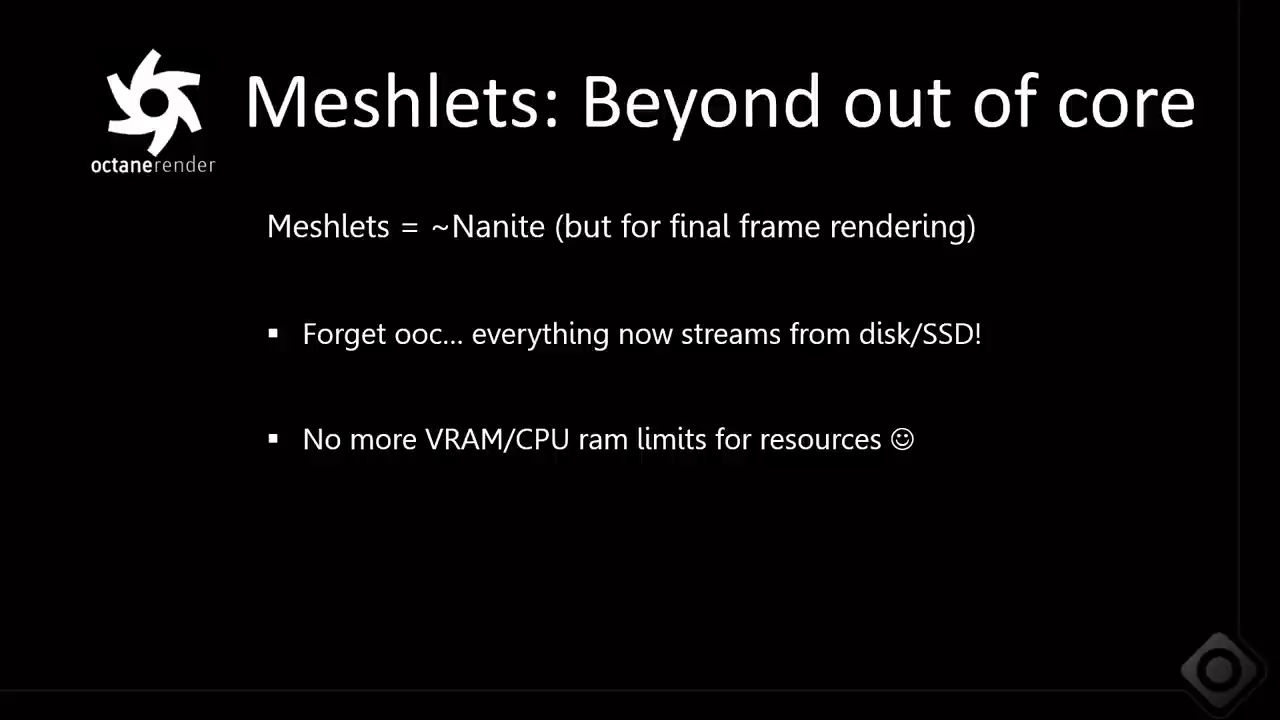 Meshlets: Beyond out of core
octanerender
Meshlets = ~Nanite (but for final frame rendering)
▪ Forget ooc... everything now streams from disk/SSD!
▪ No more VRAM/CPU ram limits for resources ☺